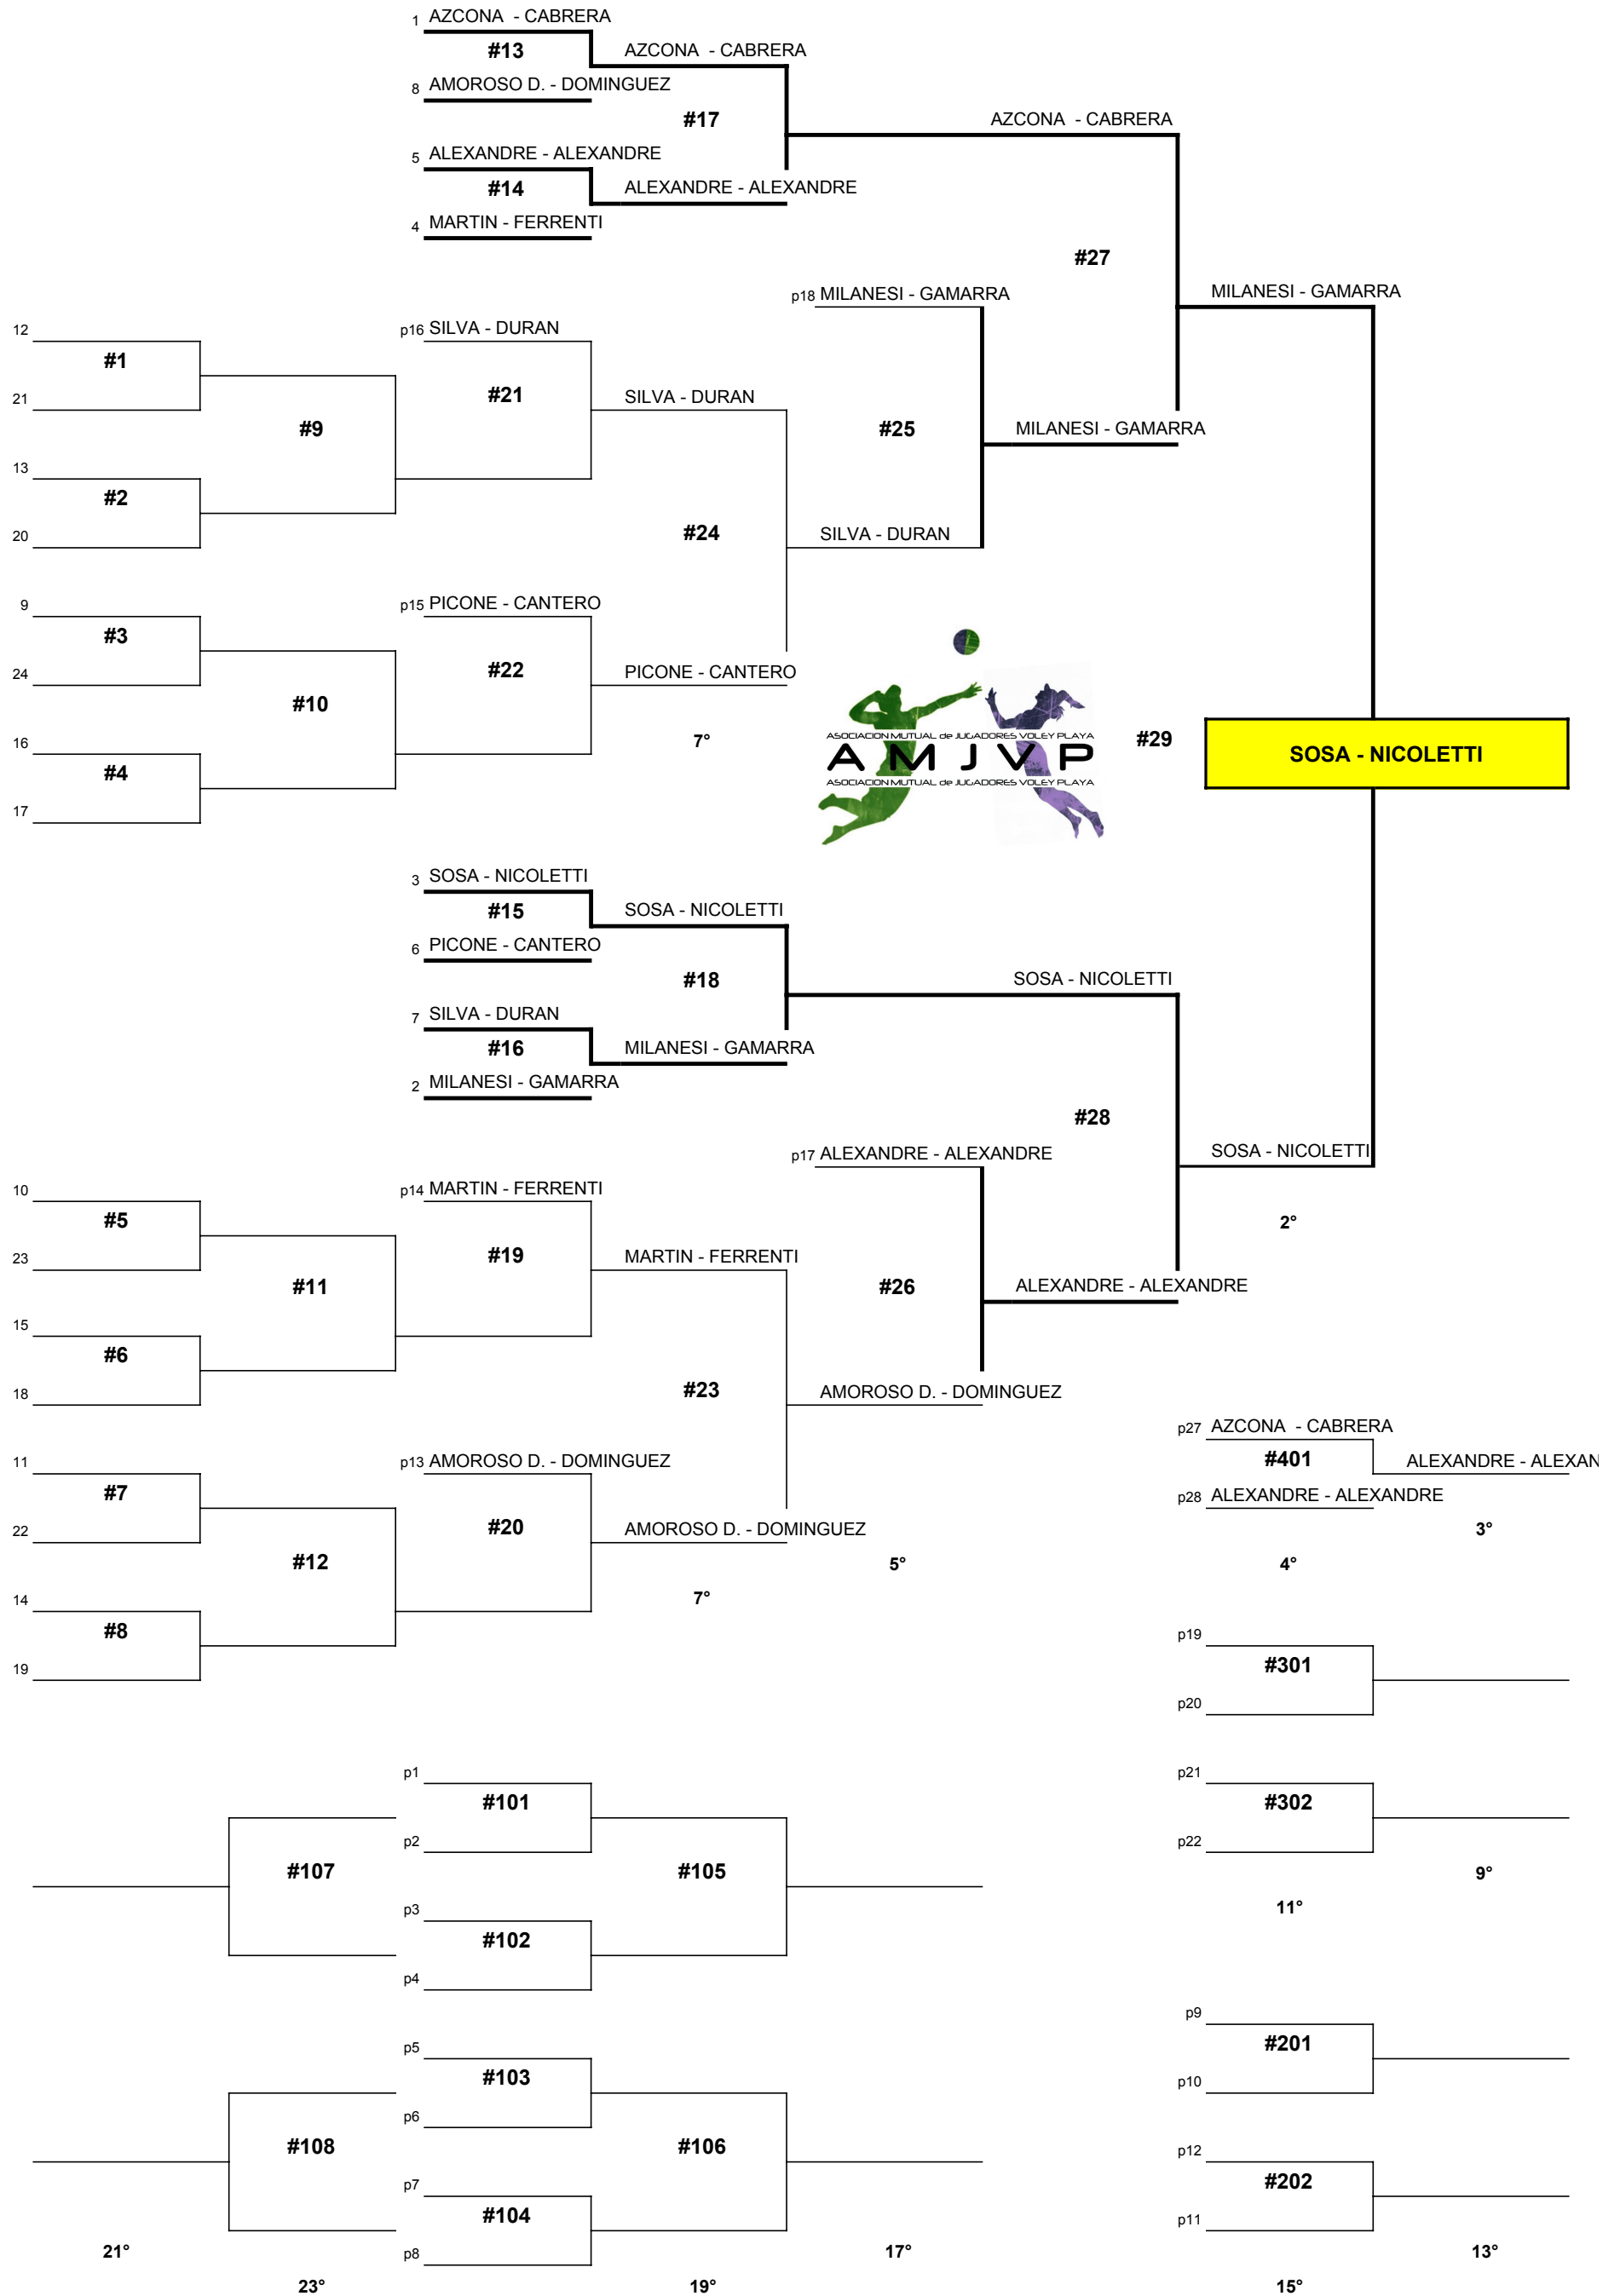 1 AZCONA - CABRERA
#13
AZCONA - CABRERA
8 AMOROSO D. - DOMINGUEZ
#17
AZCONA - CABRERA
5 ALEXANDRE - ALEXANDRE
#14
ALEXANDRE - ALEXANDRE
4 MARTIN - FERRENTI
#27
p18 MILANESI - GAMARRA
MILANESI - GAMARRA
12
p16 SILVA - DURAN
#1
#21
SILVA - DURAN
21
#9
#25
MILANESI - GAMARRA
13
#2
20
#24
SILVA - DURAN
9
p15 PICONE - CANTERO
#3
#22
PICONE - CANTERO
24
#10
16
7°
ASOCIACION MUTUAL de JUGADORES VOLEY PLAYA
AMJVP
ASOCIACION MUTUAL de JUGADORES VOLEY PLAYA
#29
SOSA - NICOLETTI
#4
17
3 SOSA - NICOLETTI
#15
SOSA - NICOLETTI
6 PICONE - CANTERO
#18
SOSA - NICOLETTI
7 SILVA - DURAN
#16
MILANESI - GAMARRA
2 MILANESI - GAMARRA
#28
p17 ALEXANDRE - ALEXANDRE
SOSA - NICOLETTI
10
p14 MARTIN - FERRENTI
#5
2°
23
#19
MARTIN - FERRENTI
#11
#26
ALEXANDRE - ALEXANDRE
15
#6
18
#23
AMOROSO D. - DOMINGUEZ
p27 AZCONA - CABRERA
11
p13 AMOROSO D. - DOMINGUEZ
#401
ALEXANDRE - ALEXAN
#7
p28 ALEXANDRE - ALEXANDRE
22
#20
AMOROSO D. - DOMINGUEZ
3°
#12
5°
4°
14
7°
#8
p19
19
#301
p20
p1
p21
#101
#302
p2
p22
#107
#105
9°
p3
11°
#102
p4
p9
p5
#201
#103
p10
p6
#108
#106
p12
p7
#202
#104
p11
21°
p8
17°
13°
23°
19°
15°